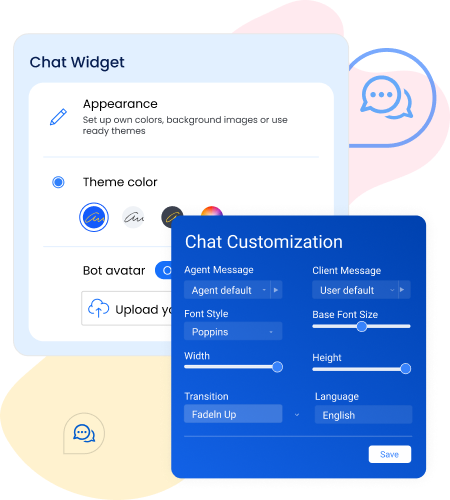 Chat Widget
Appearance
Set up own colors, background images or use
ready themes
Theme color
Bot avatar
Upload
Chat Customization
Agent Message
Client Message
Agent default
User default
Font Style
Base Font Size
Poppins
Width
Height
Transition
Language
FadeIn Up
English
Save